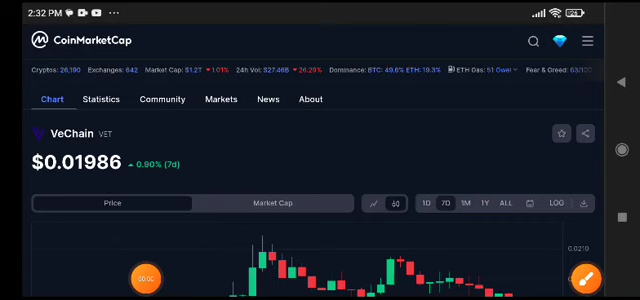 2:32 PM
CoinMarketCap
Cryptos: 26,190 Exchanges: 642 Market Cap: $1.2T 1.01% 24h Vol: $27.46B 26.29% Dominance: BTC: 49.6% ETH: 19.3% ETH Gas: 51 Gwei Fear & Greed: 63/100
Chart Statistics Community Markets News About
VeChain VET
$0.01986 0.90% (7d)
Price Market Cap 1D 7D 1M 1Y ALL LOG
0.0210
00:00